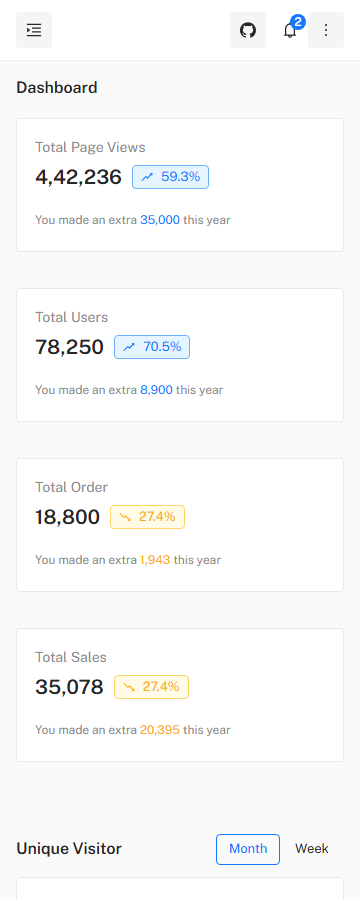 2
Dashboard
Total Page Views
4,42,236 59.3%
You made an extra 35,000 this year
Total Users
78,250 70.5%
You made an extra 8,900 this year
Total Order
18,800 27.4%
You made an extra 1,943 this year
Total Sales
35,078 27.4%
You made an extra 20,395 this year
Unique Visitor Month Week